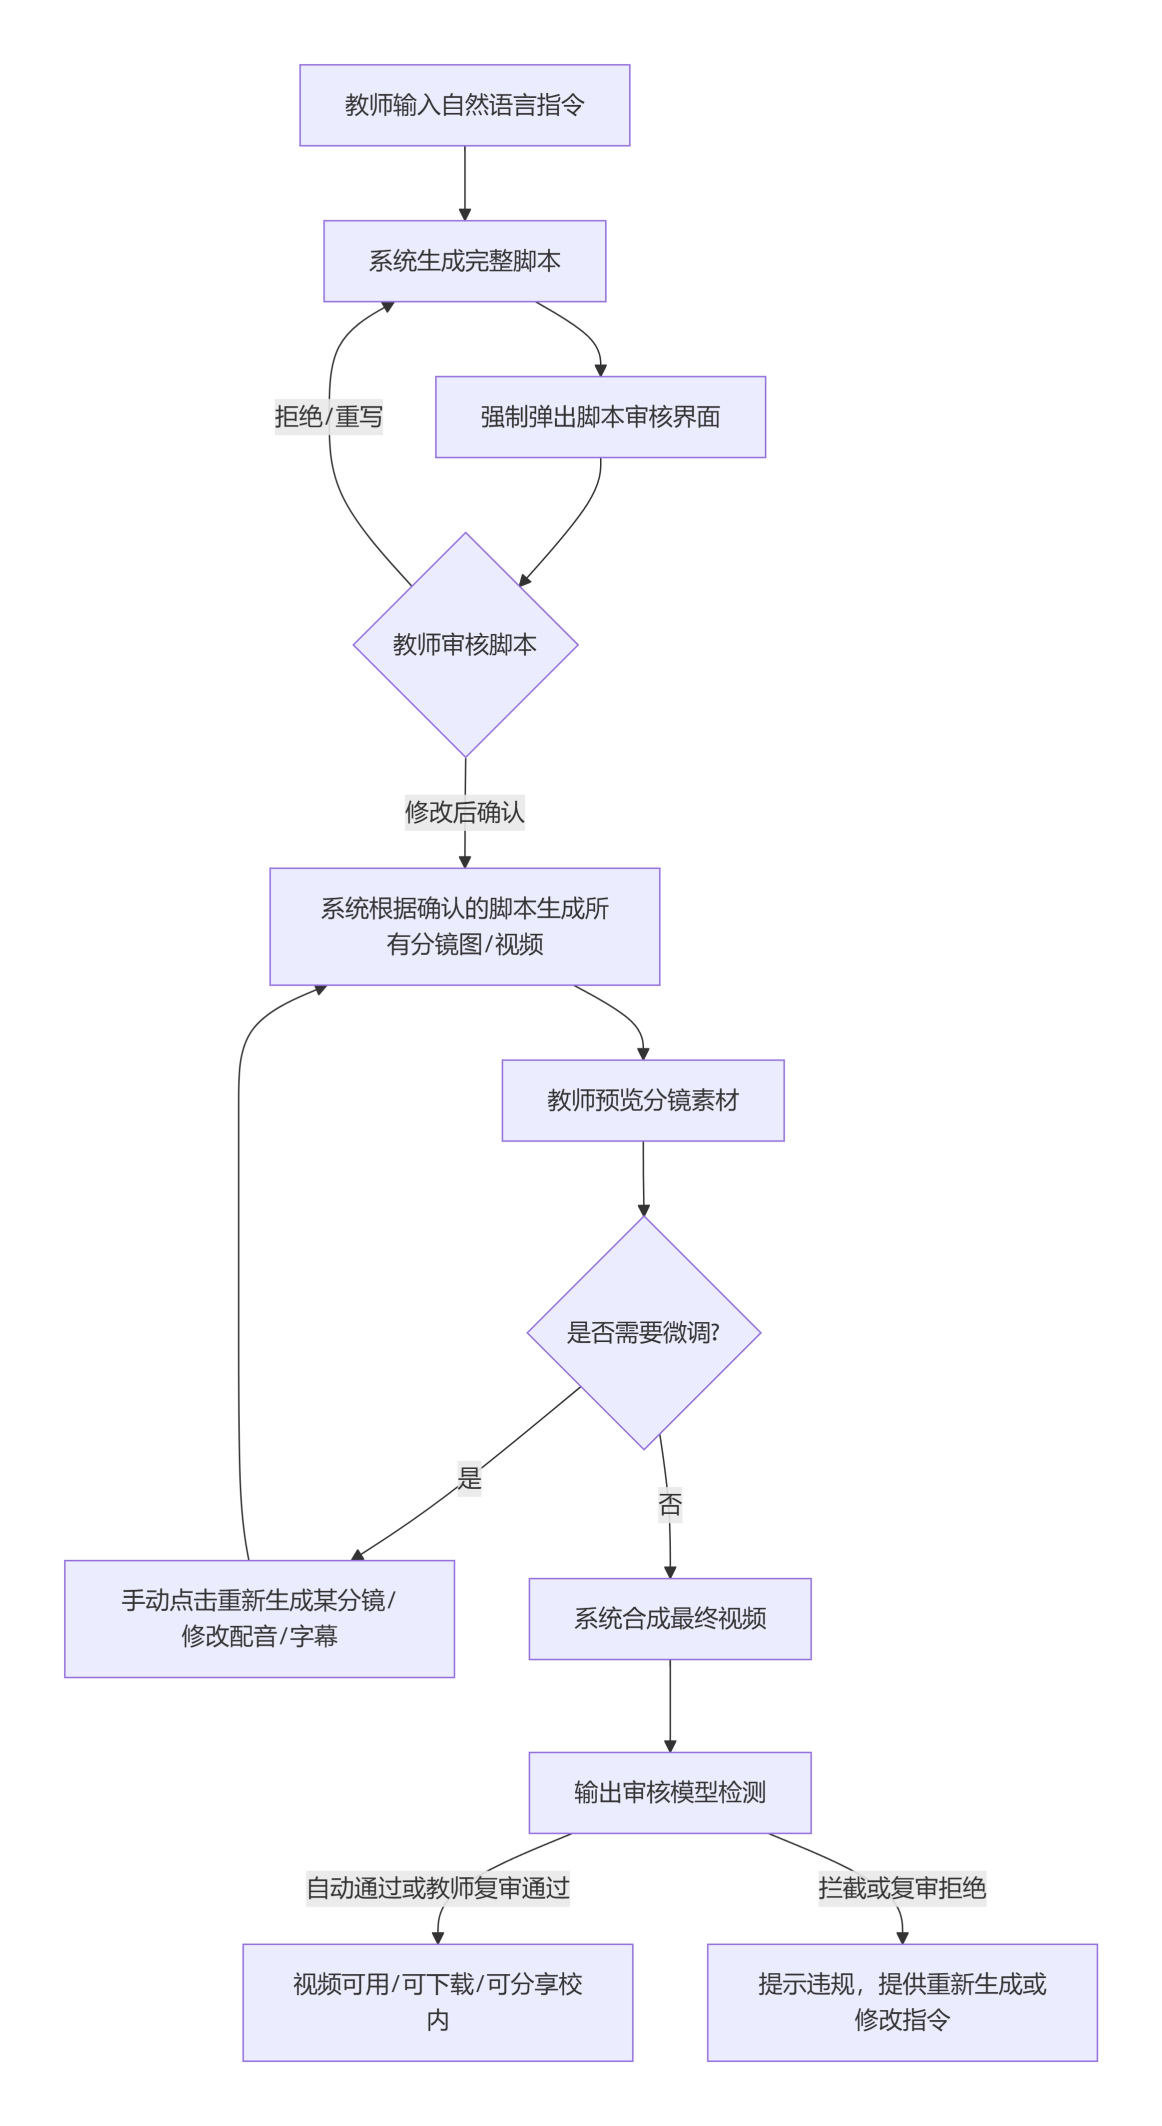 教师输入自然语言指令
系统生成完整脚本
拒绝/重写
强制弹出脚本审核界面
教师审核脚本
修改后确认
系统根据确认的脚本生成所
有分镜图/视频
教师预览分镜素材
是否需要微调?
是
否
手动点击重新生成某分镜/
修改配音/字幕
系统合成最终视频
输出审核模型检测
自动通过或教师复审通过
拦截或复审拒绝
视频可用/可下载/可分享校
内
提示违规，提供重新生成或
修改指令